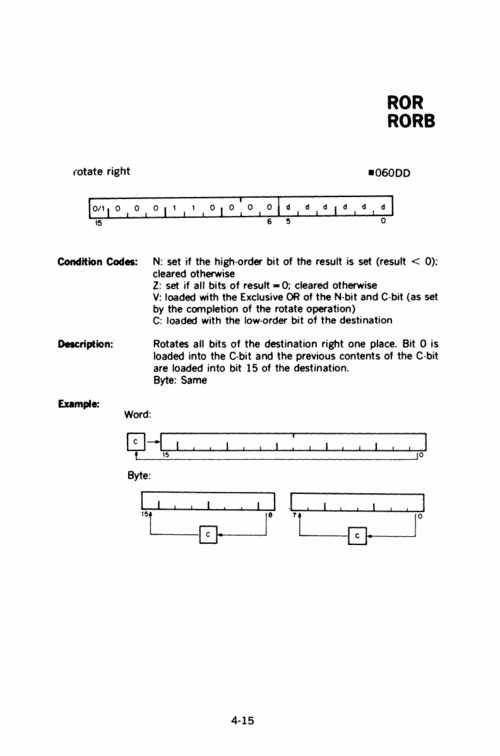 ROR
RORB
rotate right ■060DD
0/1 0 0 0 1 1 0 0 0 0 d d d d d d
15 6 5 0
Condition Codes: N: set if the high-order bit of the result is set (result < 0);
cleared otherwise
Z: set if all bits of result = 0; cleared otherwise
V: loaded with the Exclusive OR of the N-bit and C-bit (as set
by the completion of the rotate operation)
C: loaded with the low-order bit of the destination
Description: Rotates all bits of the destination right one place. Bit 0 is
loaded into the C-bit and the previous contents of the C-bit
are loaded into bit 15 of the destination.
Byte: Same
Example:
Word:
C
15 0
Byte:
15 8 7 0
C C
4-15